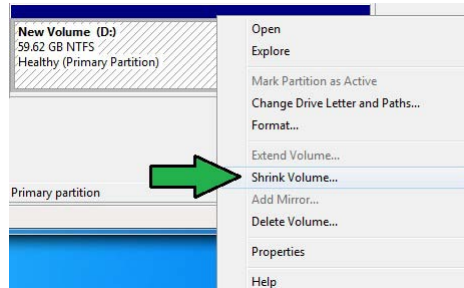 New Volume (D:)
59.62 GB NTFS
Healthy (Primary Partition)
Primary partition
Open
Explore
Mark Partition as Active
Change Drive Letter and Paths...
Format...
Extend Volume...
Shrink Volume...
Add Mirror...
Delete Volume...
Properties
Help